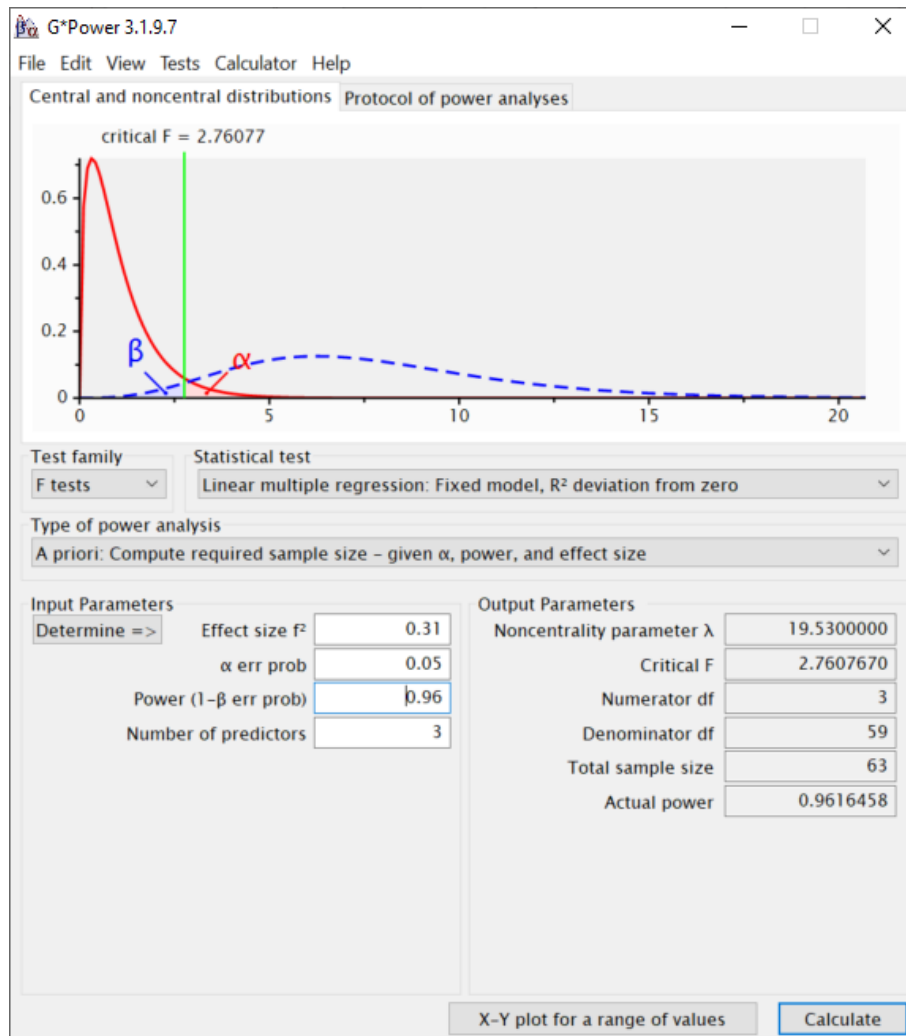 G*Power 3.1.9.7
File Edit View Tests Calculator Help
Central and noncentral distributions Protocol of power analyses
critical F = 2.76077
0.6
0.4
0.2
0
β α
0 5 10 15 20
Test family Statistical test
F tests Linear multiple regression: Fixed model, R² deviation from zero
Type of power analysis
A priori: Compute required sample size – given α, power, and effect size
Input Parameters Output Parameters
Determine => Effect size f² 0.31 Noncentrality parameter λ 19.5300000
α err prob 0.05 Critical F 2.7607670
Power (1–β err prob) 0.96 Numerator df 3
Number of predictors 3 Denominator df 59
Total sample size 63
Actual power 0.9616458
X–Y plot for a range of values Calculate